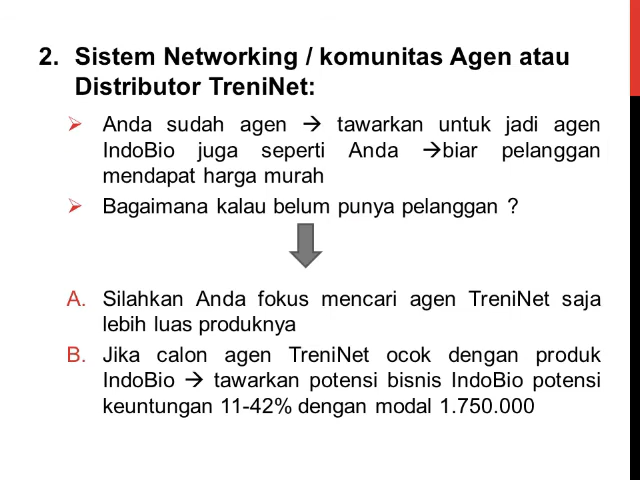 2. Sistem Networking / komunitas Agen atau
Distributor TreniNet:
➢ Anda sudah agen → tawarkan untuk jadi agen
IndoBio juga seperti Anda →biar pelanggan
mendapat harga murah
➢ Bagaimana kalau belum punya pelanggan ?
A. Silahkan Anda fokus mencari agen TreniNet saja
lebih luas produknya
B. Jika calon agen TreniNet ocok dengan produk
IndoBio → tawarkan potensi bisnis IndoBio potensi
keuntungan 11-42% dengan modal 1.750.000